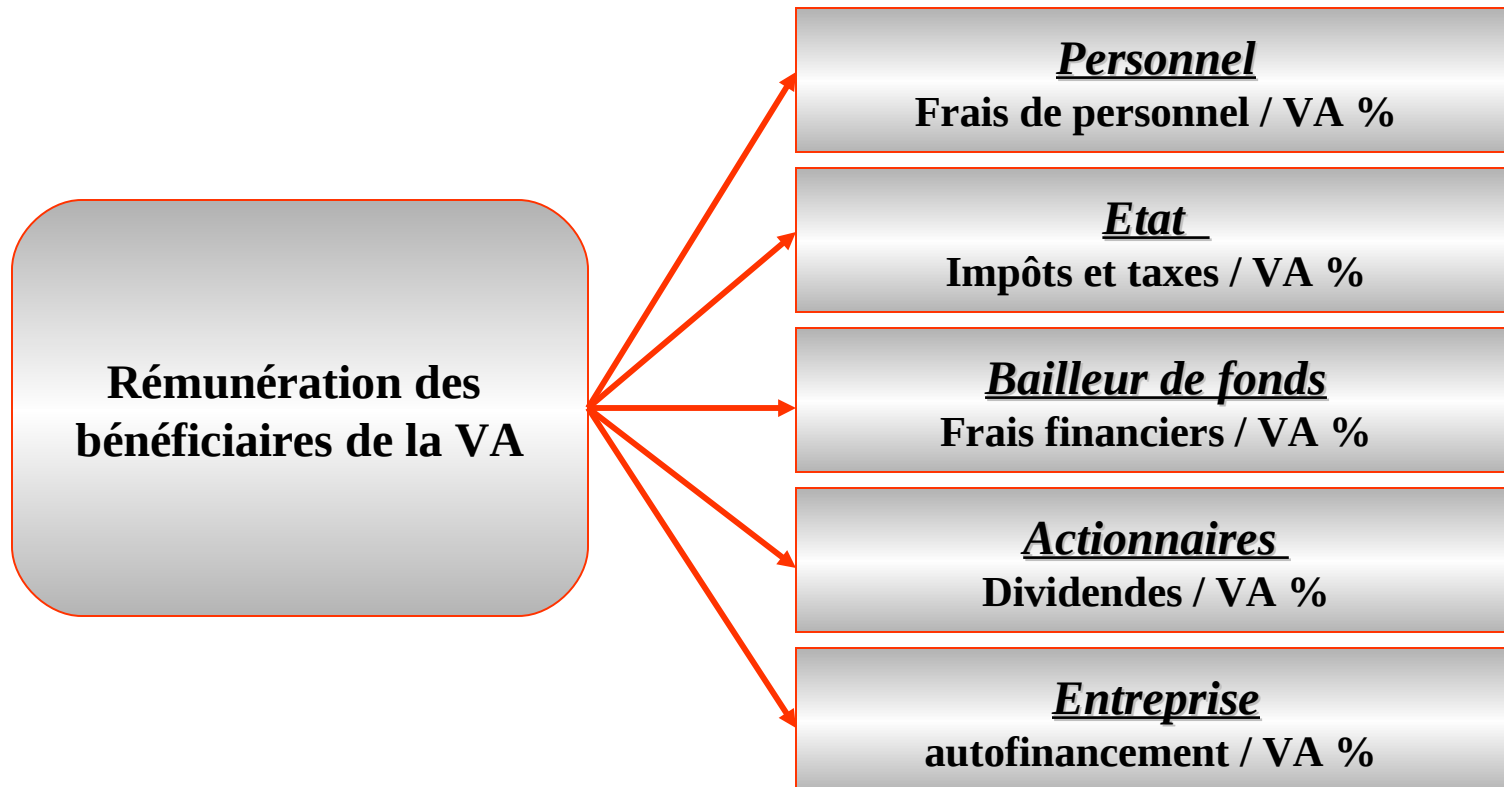 Rémunération des
bénéficiaires de la VA
Personnel
Frais de personnel / VA %
Etat
Impôts et taxes / VA %
Bailleur de fonds
Frais financiers / VA %
Actionnaires
Dividendes / VA %
Entreprise
autofinancement / VA %